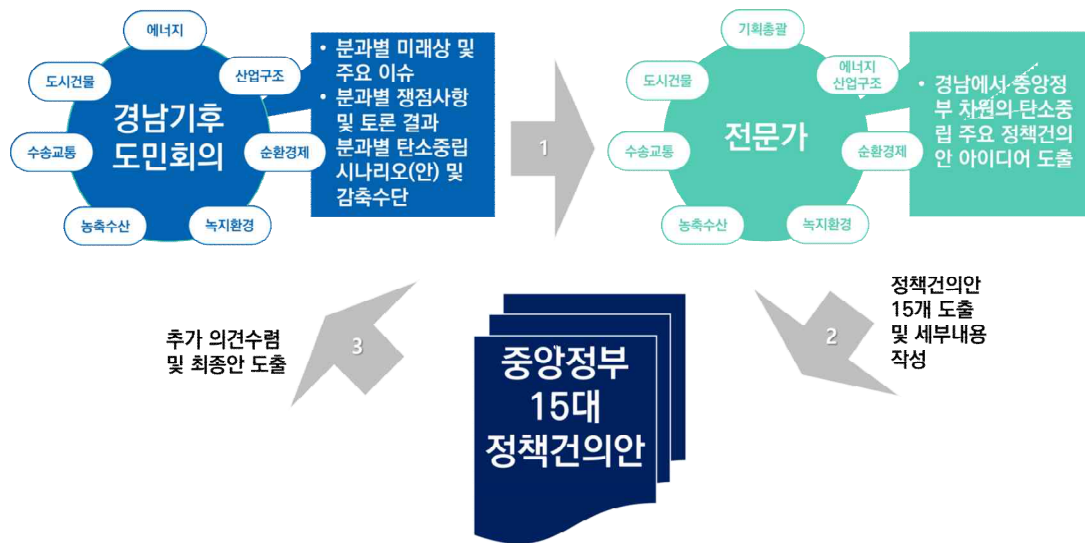 에너지
도시건물
산업구조
경남기후
도민회의
수송교통
순환경제
농축수산
녹지환경
• 분과별 미래상 및
주요 이슈
• 분과별 쟁점사항
및 토론 결과
분과별 탄소중립
시나리오(안) 및
감축수단
1
기획총괄
도시건물
에너지
산업구조
전문가
수송교통
순환경제
농축수산
녹지환경
• 경남에서 중앙정
부 차원의 탄소중
립 주요 정책건의
안 아이디어 도출
정책건의안
15개 도출
및 세부내용
작성
2
추가 의견수렴
및 최종안 도출
3
중앙정부
15대
정책건의안